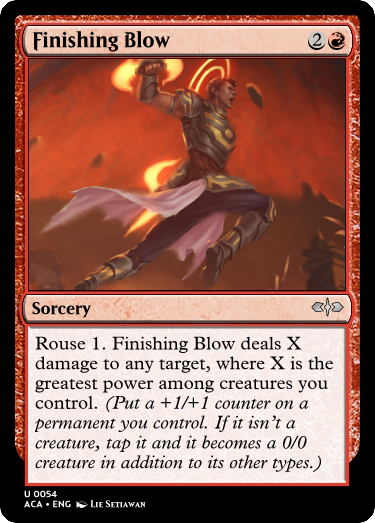 Finishing Blow 2
Sorcery
Rouse 1. Finishing Blow deals X
damage to any target, where X is the
greatest power among creatures you
control. (Put a +1/+1 counter on a
permanent you control. If it isn't a
creature, tap it and it becomes a 0/0
creature in addition to its other types.)
U 0054
ACA • ENG Lie Setiawan